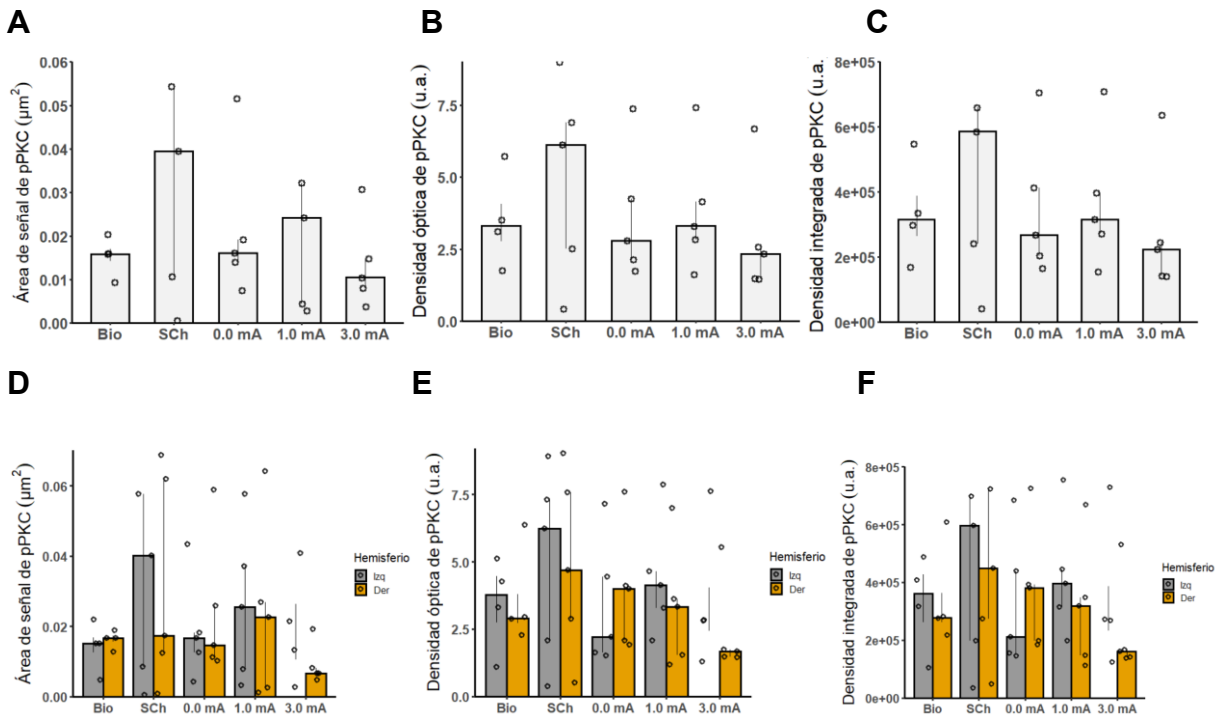 A
Área de señal de pPKC (µm²)
0.06
0.05
0.04
0.03
0.02
0.01
0.00
Bio SCh 0.0 mA 1.0 mA 3.0 mA
B
Densidad óptica de pPKC (u.a.)
7.5
5.0
2.5
0.0
Bio SCh 0.0 mA 1.0 mA 3.0 mA
C
Densidad integrada de pPKC (u.a.)
8e+05
6e+05
4e+05
2e+05
0e+00
Bio SCh 0.0 mA 1.0 mA 3.0 mA
D
Área de señal de pPKC (µm²)
0.06
0.04
0.02
0.00
Bio SCh 0.0 mA 1.0 mA 3.0 mA
Hemisferio
Izq
Der
E
Densidad óptica de pPKC (u.a.)
7.5
5.0
2.5
0.0
Bio SCh 0.0 mA 1.0 mA 3.0 mA
Hemisferio
Izq
Der
F
Densidad integrada de pPKC (u.a.)
8e+05
6e+05
4e+05
2e+05
0e+00
Bio SCh 0.0 mA 1.0 mA 3.0 mA
Hemisferio
Izq
Der